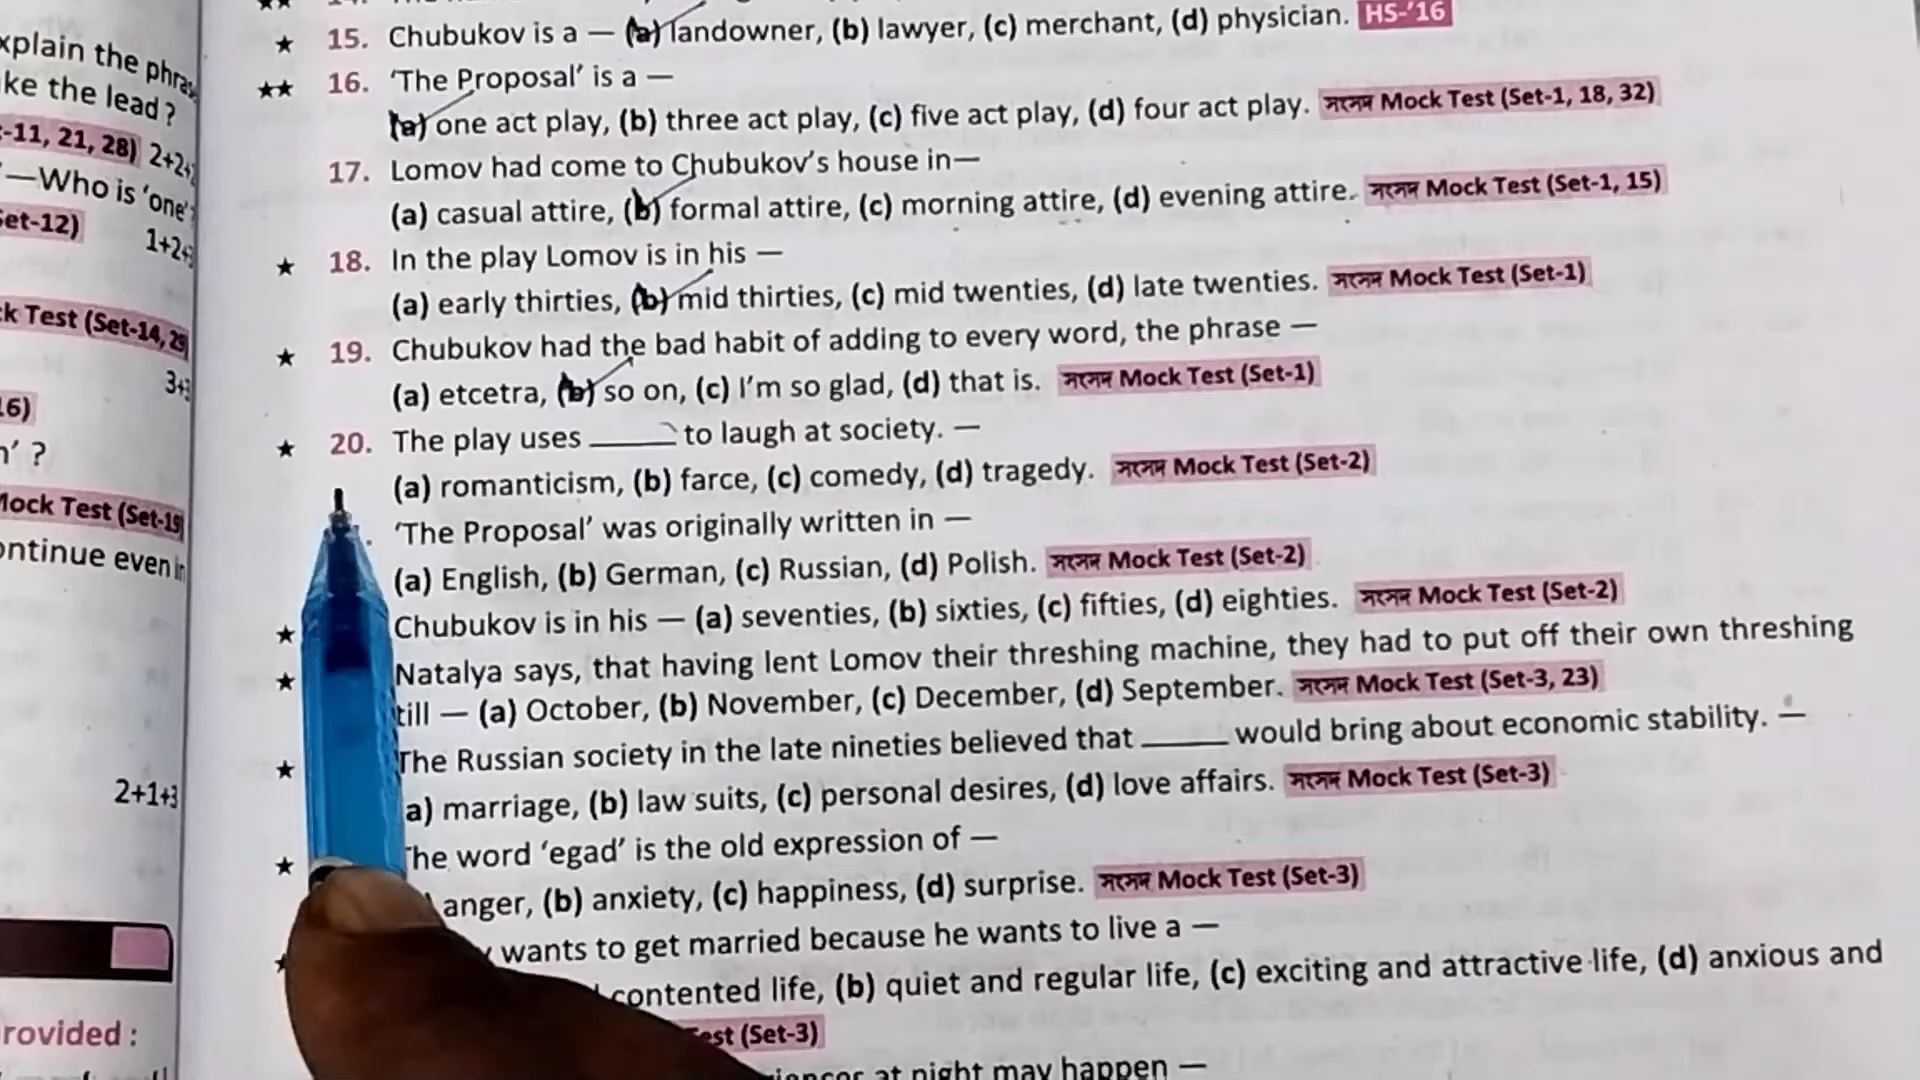 xplain the phras
ke the lead ?
-11, 21, 28) 2+2+
—Who is 'one'
Set-12)
1+2+
k Test (Set-14, 29
3+3
16)
n' ?
Mock Test (Set-19
ontinue even in
2+1+3
rovided :
★ 15. Chubukov is a — (a) landowner, (b) lawyer, (c) merchant, (d) physician. HS-'16
★★ 16. 'The Proposal' is a —
(a) one act play, (b) three act play, (c) five act play, (d) four act play. সংসদ Mock Test (Set-1, 18, 32)
17. Lomov had come to Chubukov's house in—
(a) casual attire, (b) formal attire, (c) morning attire, (d) evening attire. সংসদ Mock Test (Set-1, 15)
★ 18. In the play Lomov is in his —
(a) early thirties, (b) mid thirties, (c) mid twenties, (d) late twenties. সংসদ Mock Test (Set-1)
★ 19. Chubukov had the bad habit of adding to every word, the phrase —
(a) etcetra, (b) so on, (c) I'm so glad, (d) that is. সংসদ Mock Test (Set-1)
★ 20. The play uses _____ to laugh at society. —
(a) romanticism, (b) farce, (c) comedy, (d) tragedy. সংসদ Mock Test (Set-2)
'The Proposal' was originally written in —
(a) English, (b) German, (c) Russian, (d) Polish. সংসদ Mock Test (Set-2)
★ Chubukov is in his — (a) seventies, (b) sixties, (c) fifties, (d) eighties. সংসদ Mock Test (Set-2)
★ Natalya says, that having lent Lomov their threshing machine, they had to put off their own threshing
till — (a) October, (b) November, (c) December, (d) September. সংসদ Mock Test (Set-3, 23)
★ The Russian society in the late nineties believed that _____ would bring about economic stability. —
a) marriage, (b) law suits, (c) personal desires, (d) love affairs. সংসদ Mock Test (Set-3)
★ The word 'egad' is the old expression of —
anger, (b) anxiety, (c) happiness, (d) surprise. সংসদ Mock Test (Set-3)
★ wants to get married because he wants to live a —
contented life, (b) quiet and regular life, (c) exciting and attractive life, (d) anxious and
est (Set-3)
at night may happen —